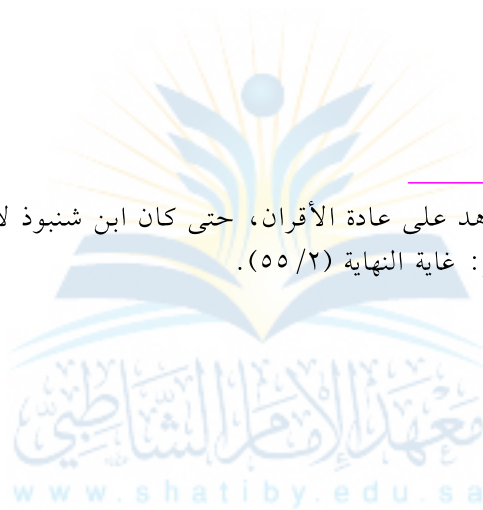 هد على عادة الأقران، حتى كان ابن شنبوذ لا
: غاية النهاية (٥٥/٢).
معهد الإمام الشاطبي
www.shatiby.edu.sa